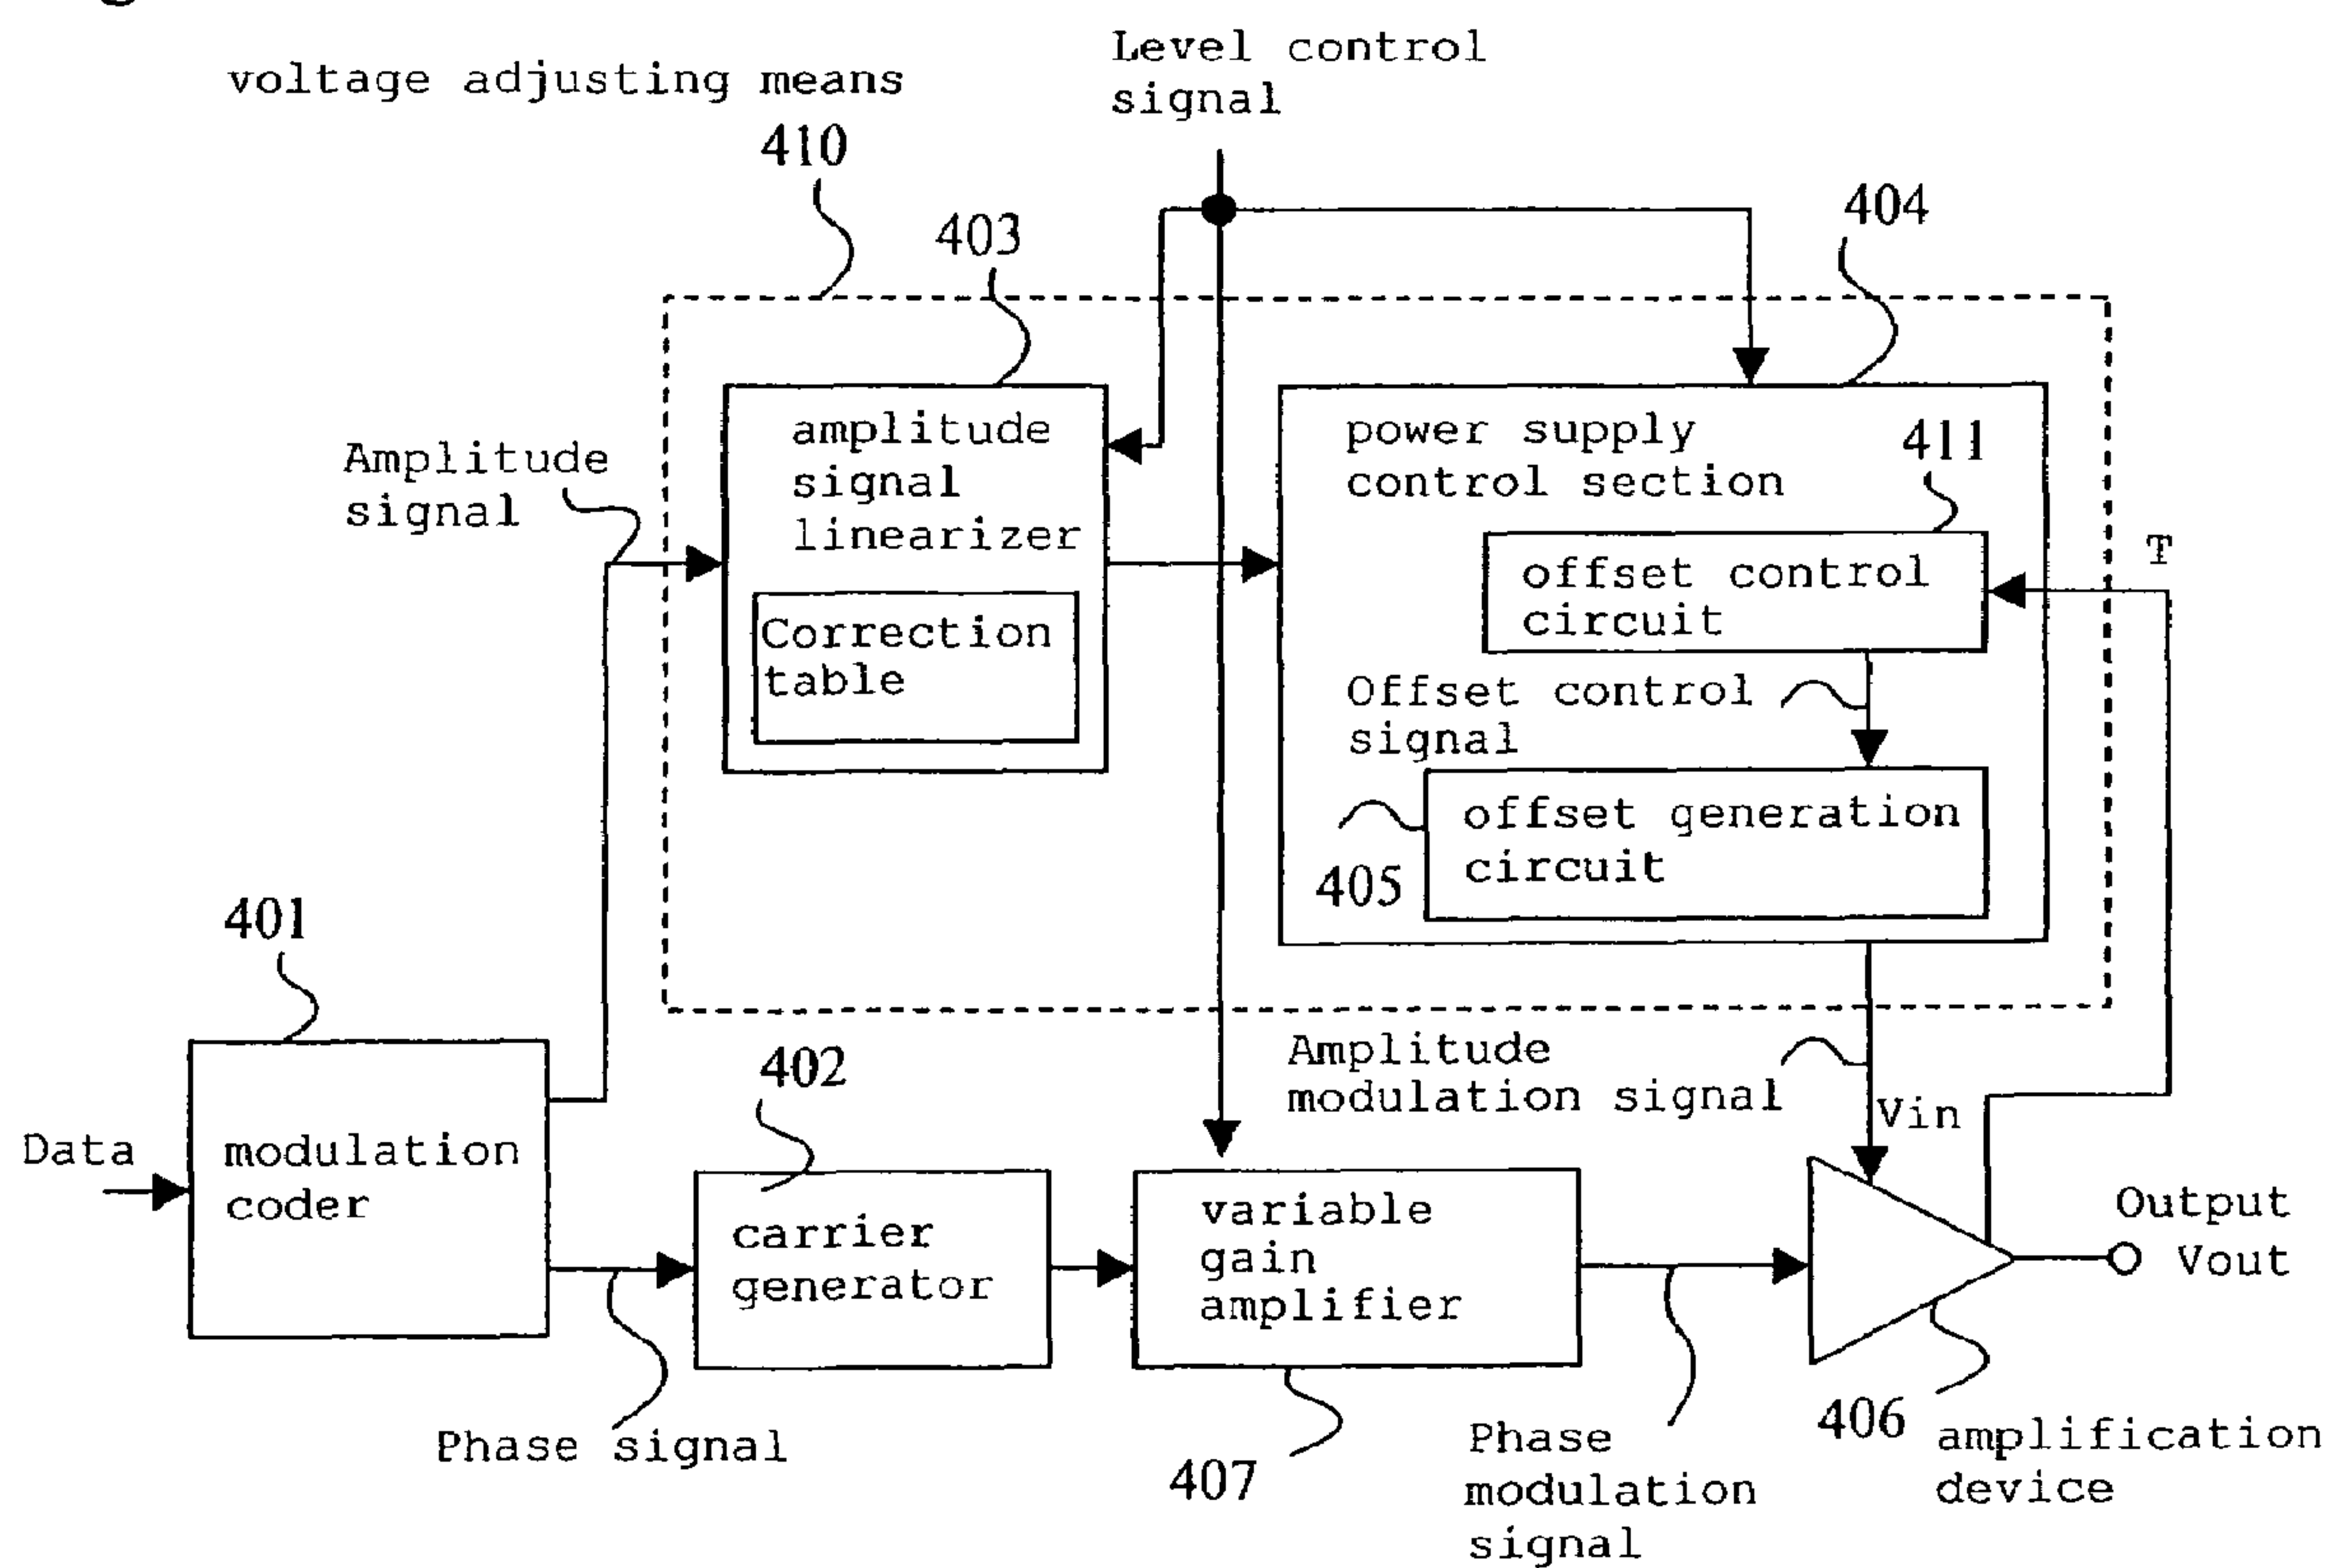 Level control
signal
voltage adjusting means
410
403
404
amplitude
signal
linearizer
Correction
table
Amplitude
signal
power supply
control section
411
offset control
circuit
T
Offset control
signal
offset generation
circuit
405
401
modulation
coder
Data
402
carrier
generator
Amplitude
modulation signal
Vin
variable
gain
amplifier
Output
Vout
Phase signal
407
Phase
modulation
signal
406
amplification
device